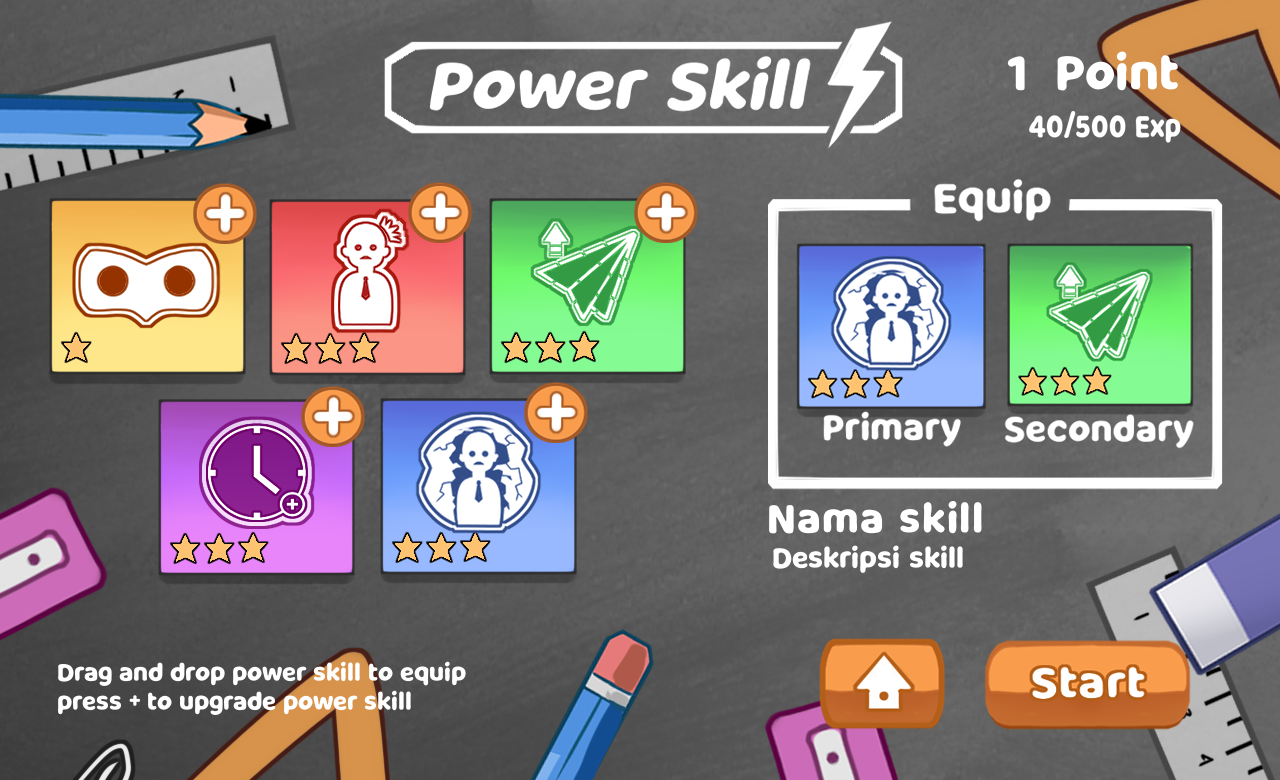 Power Skill
1 Point
40/500 Exp
Equip
Primary
Secondary
Nama skill
Deskripsi skill
Drag and drop power skill to equip
press + to upgrade power skill
Start